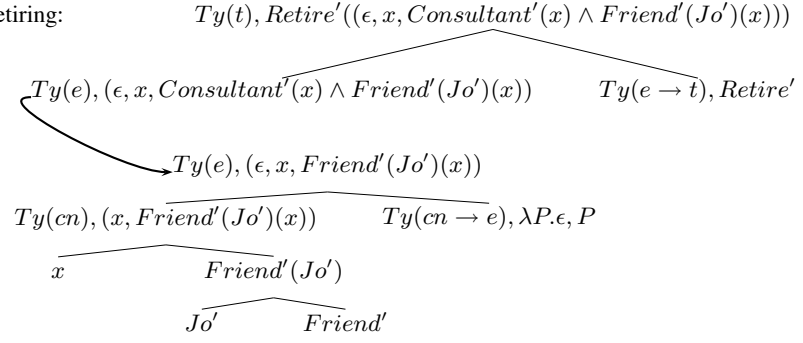 etiring: Ty(t), Retire′((ϵ, x, Consultant′(x) ∧ Friend′(Jo′)(x)))
Ty(e), (ϵ, x, Consultant′(x) ∧ Friend′(Jo′)(x)) Ty(e → t), Retire′
Ty(e), (ϵ, x, Friend′(Jo′)(x))
Ty(cn), (x, Friend′(Jo′)(x)) Ty(cn → e), λP.ϵ, P
x Friend′(Jo′)
Jo′ Friend′